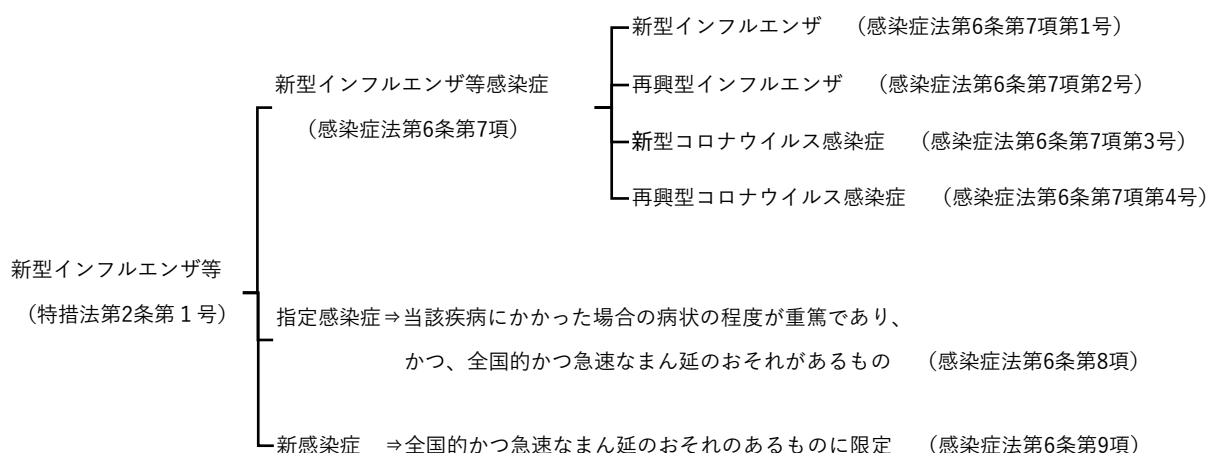 新型インフルエンザ （感染症法第6条第7項第1号）
新型インフルエンザ等感染症
（感染症法第6条第7項）
再興型インフルエンザ （感染症法第6条第7項第2号）
新型コロナウイルス感染症 （感染症法第6条第7項第3号）
再興型コロナウイルス感染症 （感染症法第6条第7項第4号）
新型インフルエンザ等
（特措法第2条第１号）
指定感染症⇒当該疾病にかかった場合の病状の程度が重篤であり、
かつ、全国的かつ急速なまん延のおそれがあるもの （感染症法第6条第8項）
新感染症 ⇒全国的かつ急速なまん延のおそれのあるものに限定 （感染症法第6条第9項）